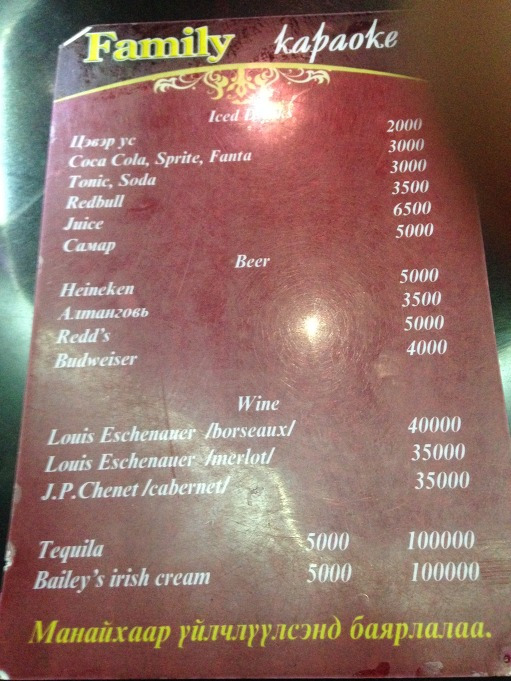 Family караоке
Iced
Цэвэр ус 2000
Coca Cola, Sprite, Fanta 3000
Tonic, Soda 3000
Redbull 3500
Juice 6500
Самар 5000
Beer
Heineken 5000
Алтанговь 3500
Redd's 5000
Budweiser 4000
Wine
Louis Eschenauer /borseaux/ 40000
Louis Eschenauer /merlot/ 35000
J.P.Chenet /cabernet/ 35000
Tequila 5000 100000
Bailey's irish cream 5000 100000
Манайхаар үйлчлүүлсэнд баярлалаа.